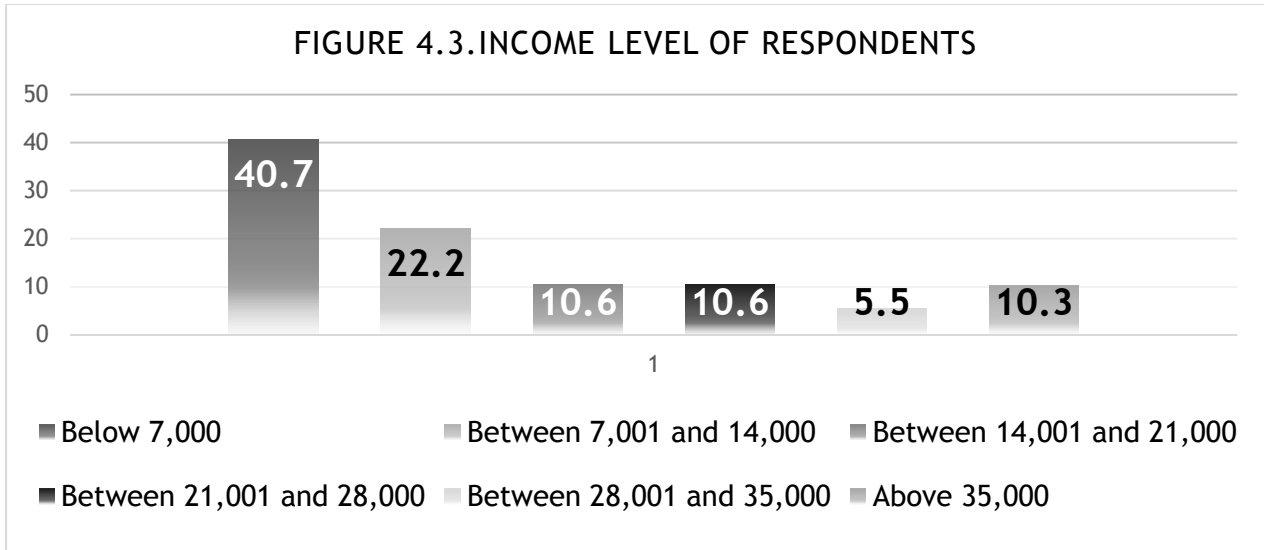 FIGURE 4.3.INCOME LEVEL OF RESPONDENTS
50
40
30
20
10
0
40.7
22.2
10.6
10.6
5.5
10.3
1
Below 7,000
Between 7,001 and 14,000
Between 14,001 and 21,000
Between 21,001 and 28,000
Between 28,001 and 35,000
Above 35,000